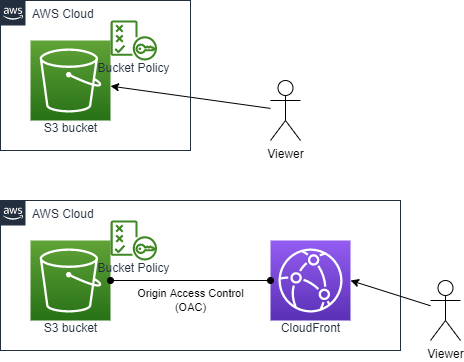 aws
AWS Cloud
Bucket Policy
S3 bucket
Viewer
aws
AWS Cloud
Bucket Policy
Origin Access Control
(OAC)
S3 bucket
CloudFront
Viewer